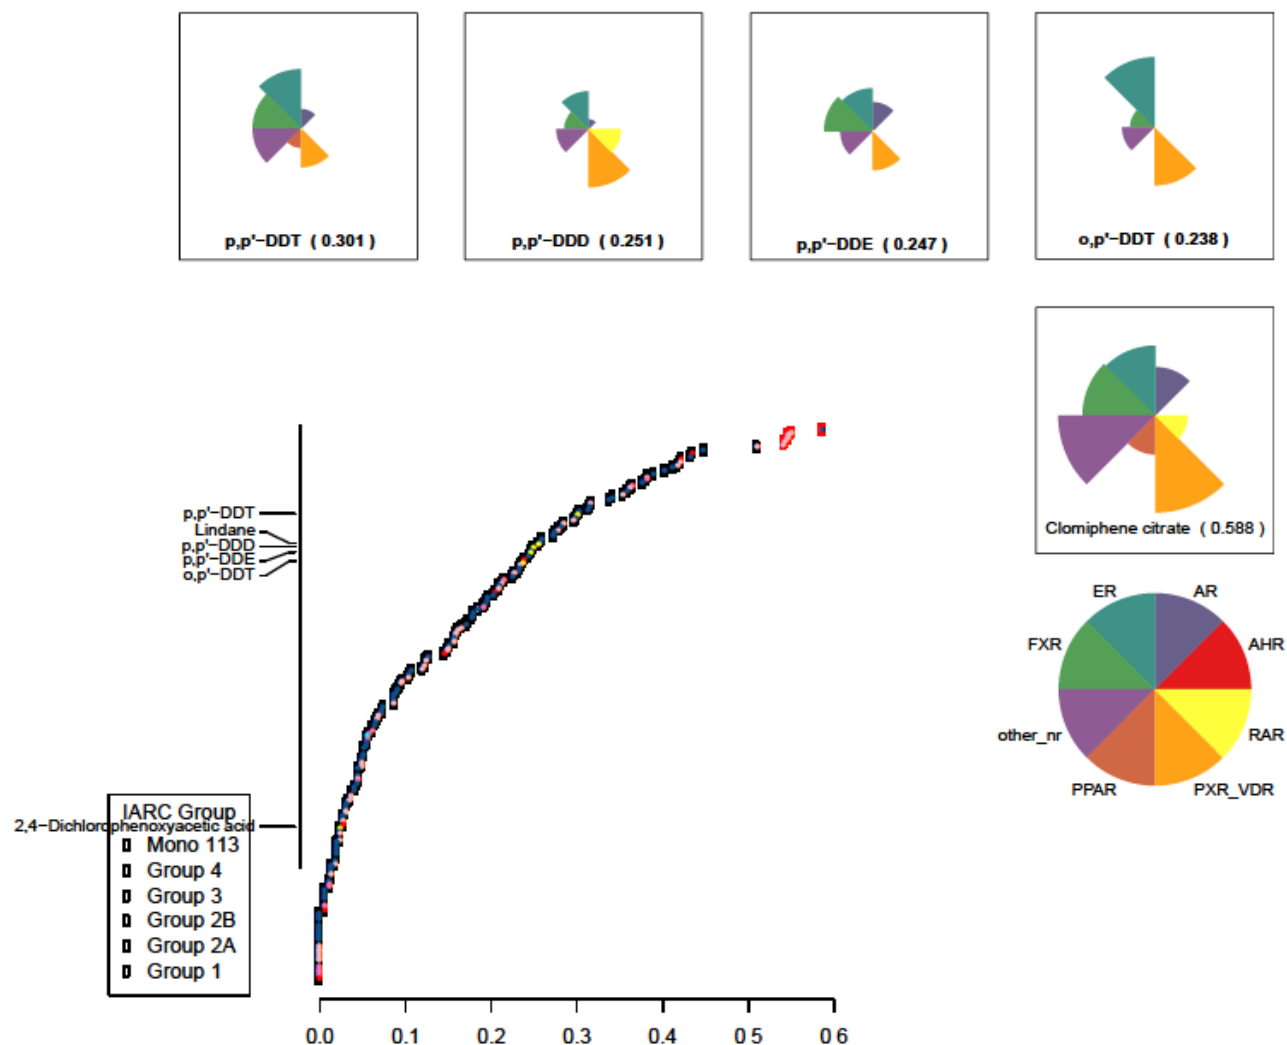 p,p'−DDT ( 0.301 )
p,p'−DDD ( 0.251 )
p,p'−DDE ( 0.247 )
o,p'−DDT ( 0.238 )
Clomiphene citrate ( 0.588 )
p,p'−DDT
Lindane
p,p'−DDD
p,p'−DDE
o,p'−DDT
2,4−Dichlorophenoxyacetic acid
IARC Group
Mono 113
Group 4
Group 3
Group 2B
Group 2A
Group 1
0.0 0.1 0.2 0.3 0.4 0 5 0 6
ER
AR
FXR
AHR
other_nr
RAR
PPAR
PXR_VDR